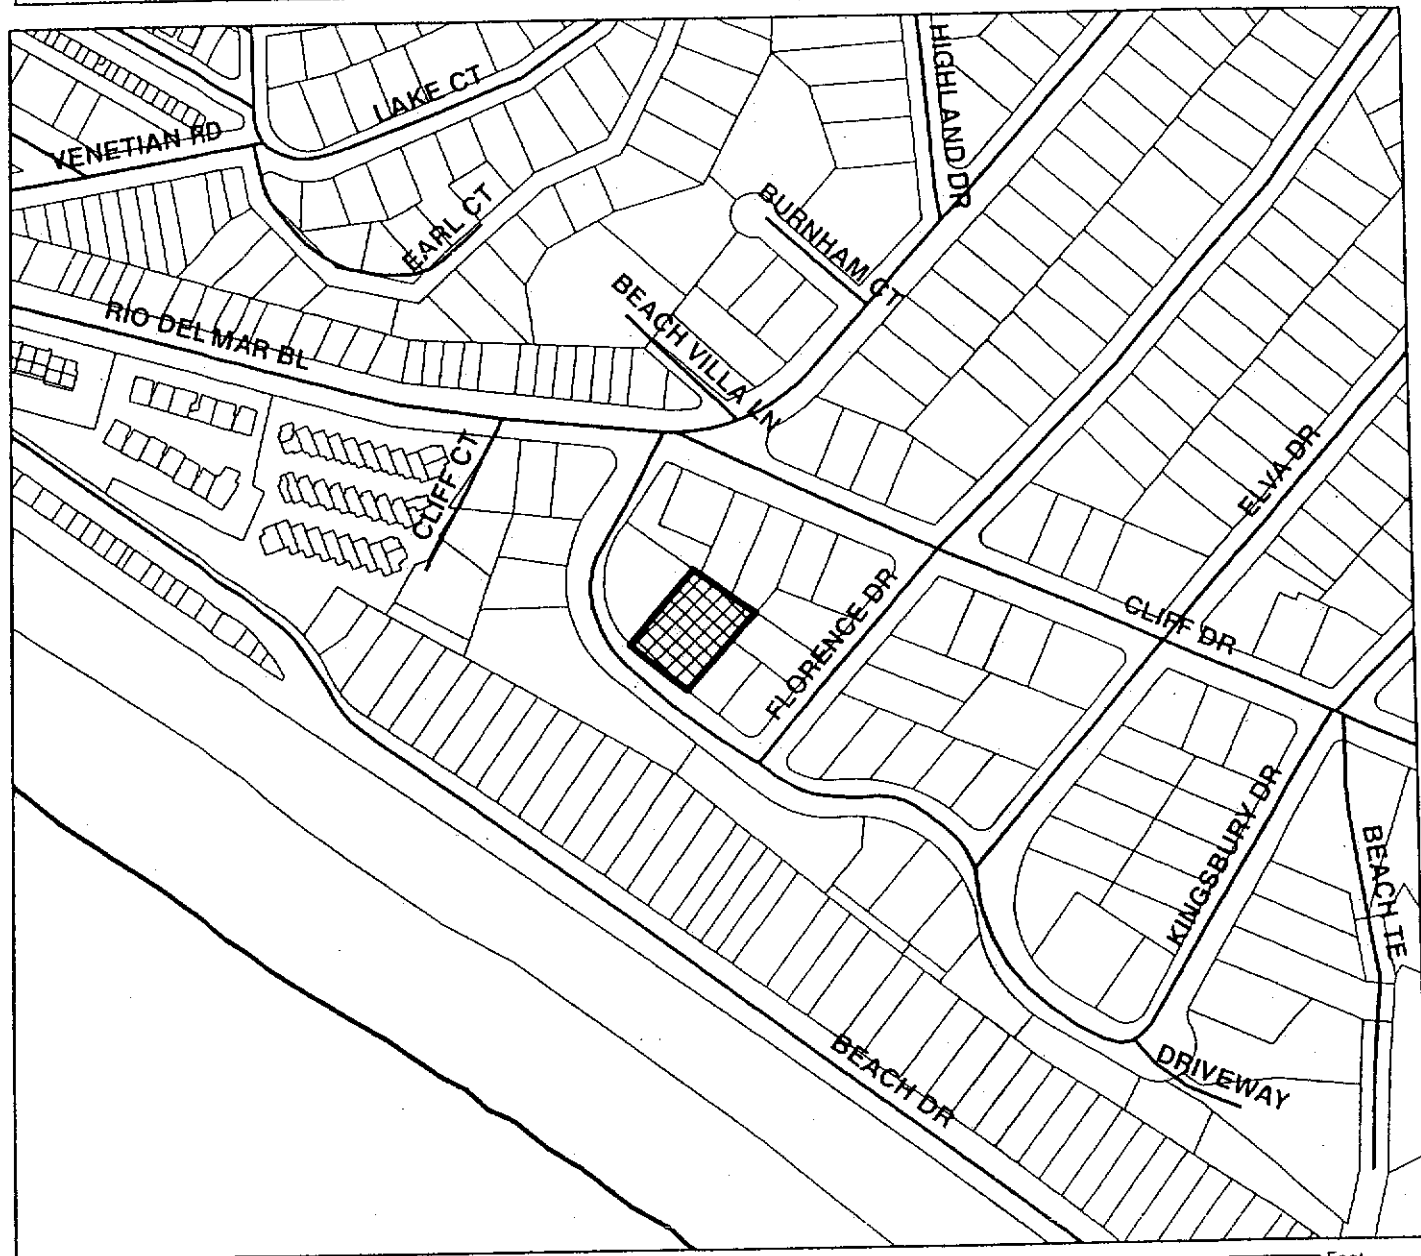 HIGHLAND DR
LAKE CT
VENETIAN RD
EARL CT
BURNHAM CT
BEACH VILLA LN
RIO DEL MAR BL
CLIFF CT
ELVA DR
FLORENCE DR
CLIFF DR
KINGSBURY DR
BEACH TE
BEACH DR
DRIVEWAY